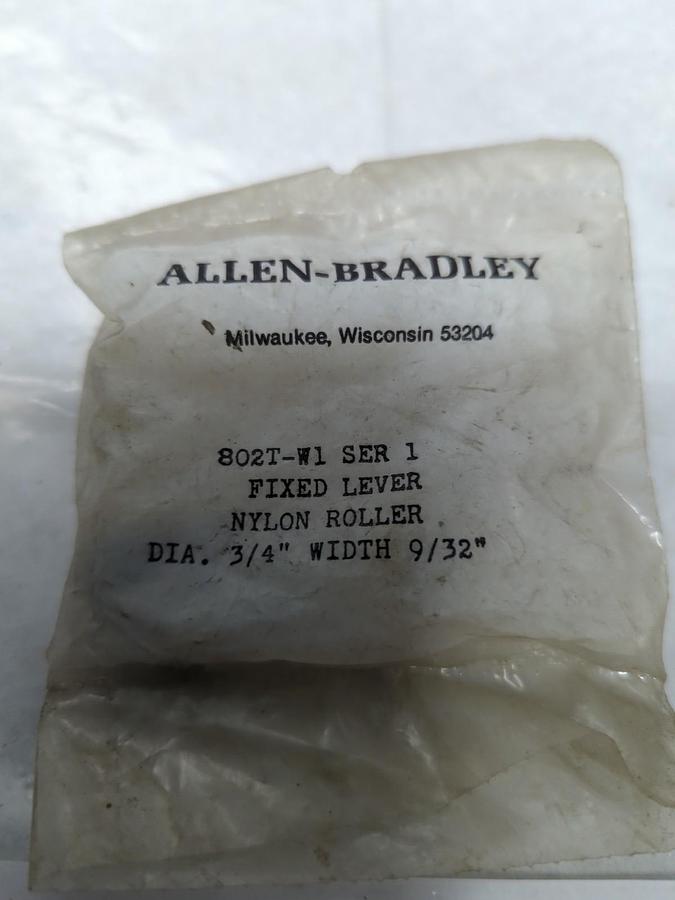 ALLEN-BRADLEY
Milwaukee, Wisconsin 53204
802T-W1 SER 1
FIXED LEVER
NYLON ROLLER
DIA. 3/4" WIDTH 9/32"